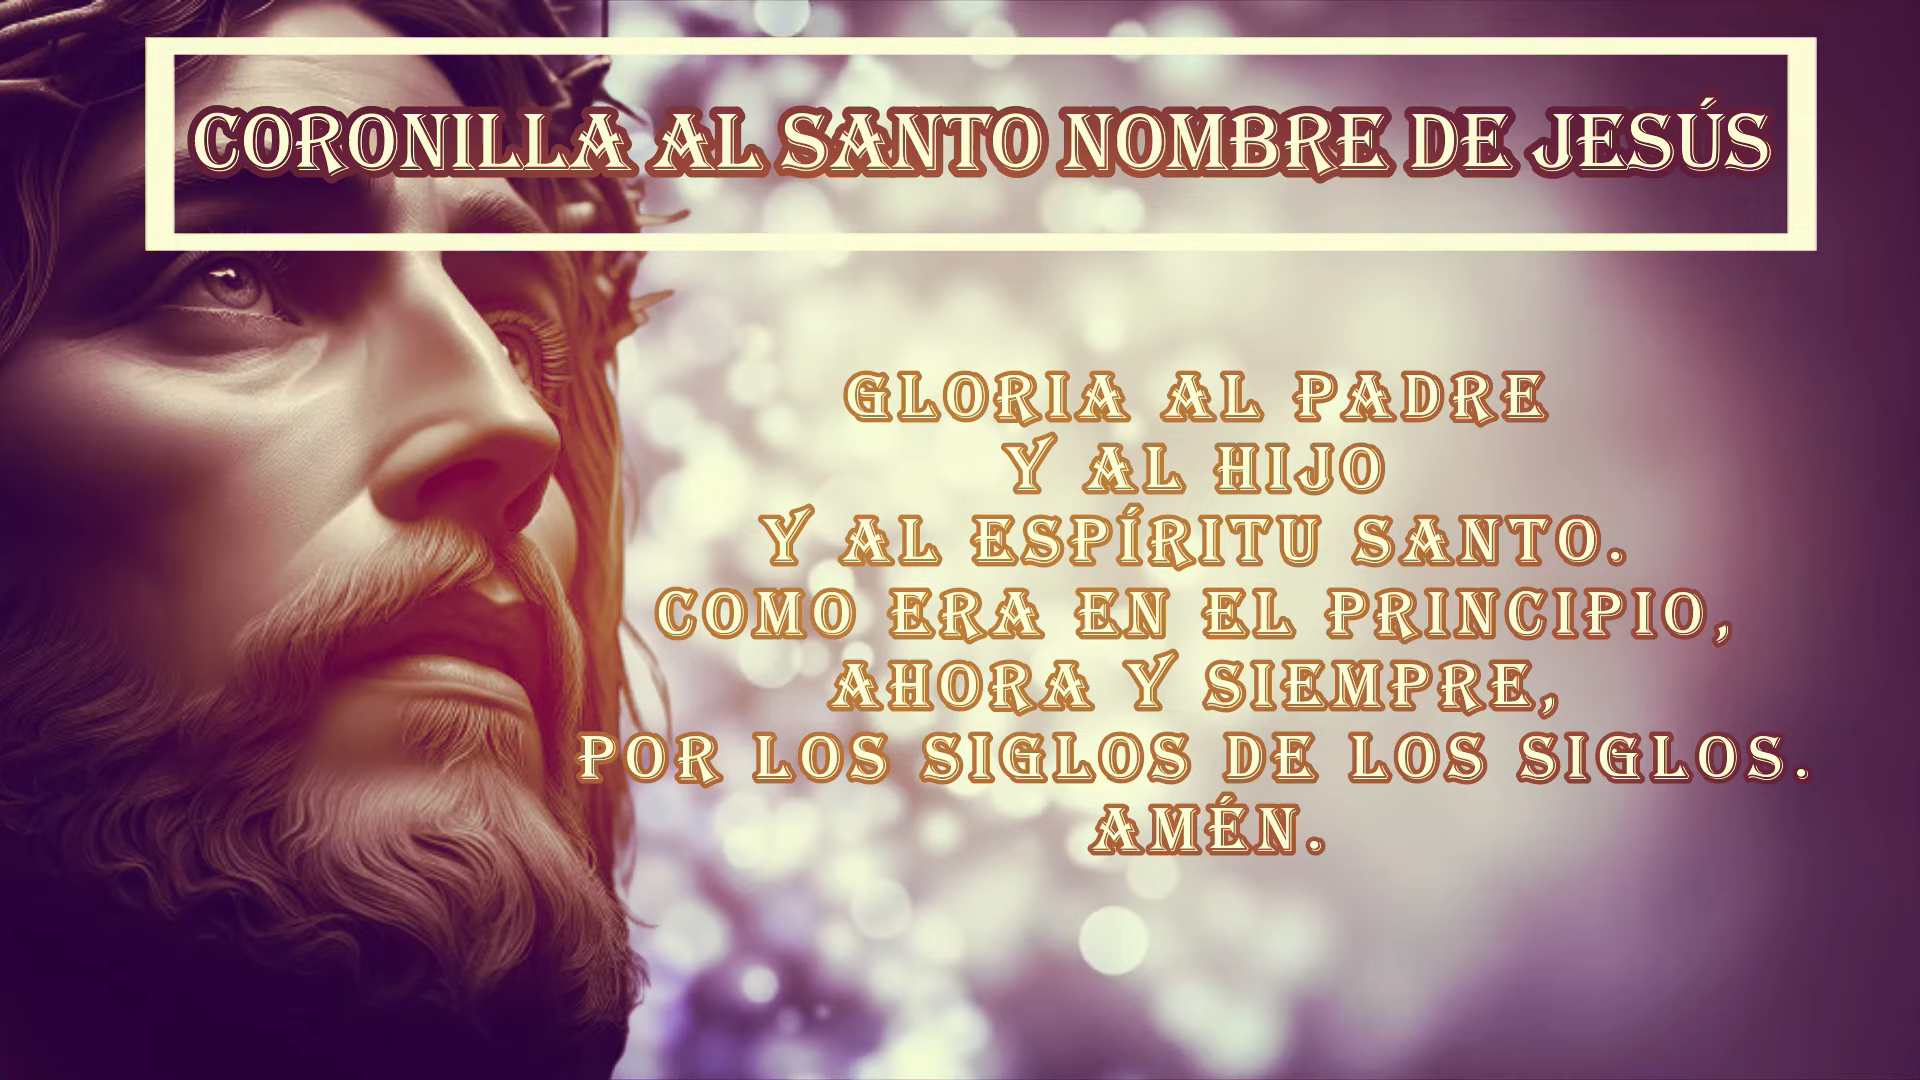 CORONILLA AL SANTO NOMBRE DE JESÚS
GLORIA AL PADRE
Y AL HIJO
Y AL ESPÍRITU SANTO.
COMO ERA EN EL PRINCIPIO,
AHORA Y SIEMPRE,
POR LOS SIGLOS DE LOS SIGLOS.
AMÉN.